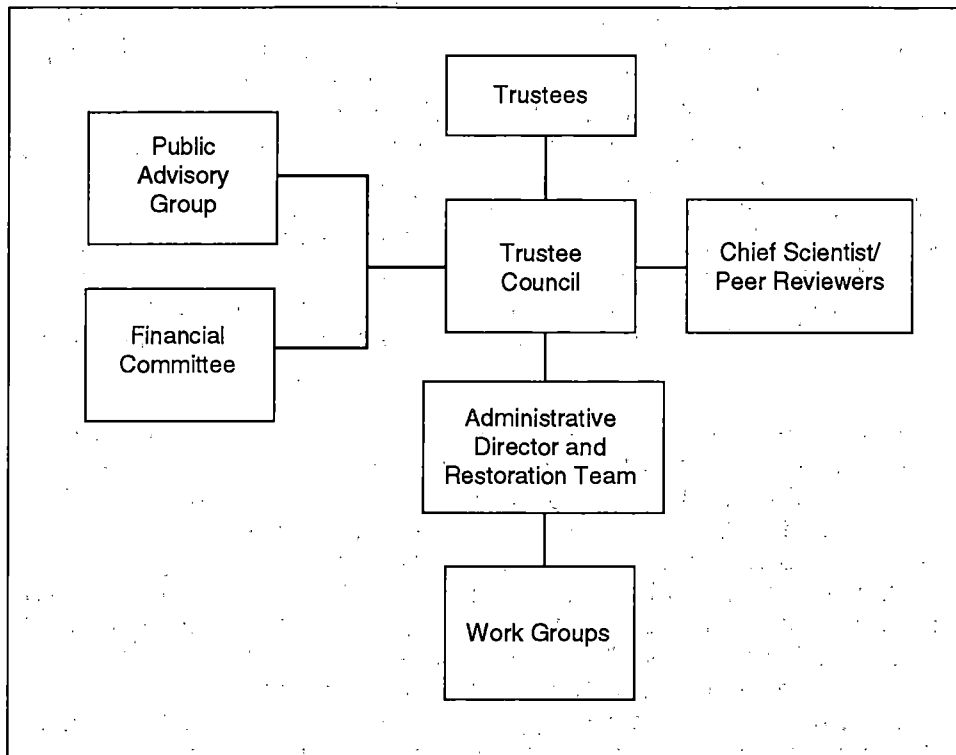 Trustees
Public
Advisory
Group
Trustee
Council
Chief Scientist/
Peer Reviewers
Financial
Committee
Administrative
Director and
Restoration Team
Work Groups